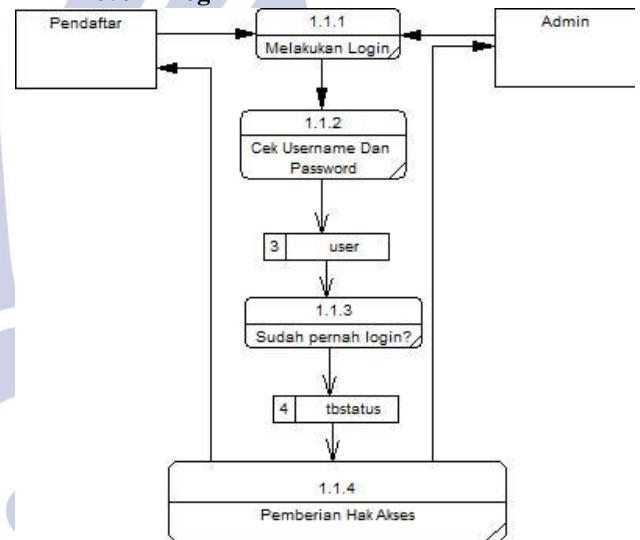 Pendaftar
1.1.1
Melakukan Login
Admin
1.1.2
Cek Username Dan
Password
3 user
1.1.3
Sudah pernah login?
4 tbstatus
1.1.4
Pemberian Hak Akses